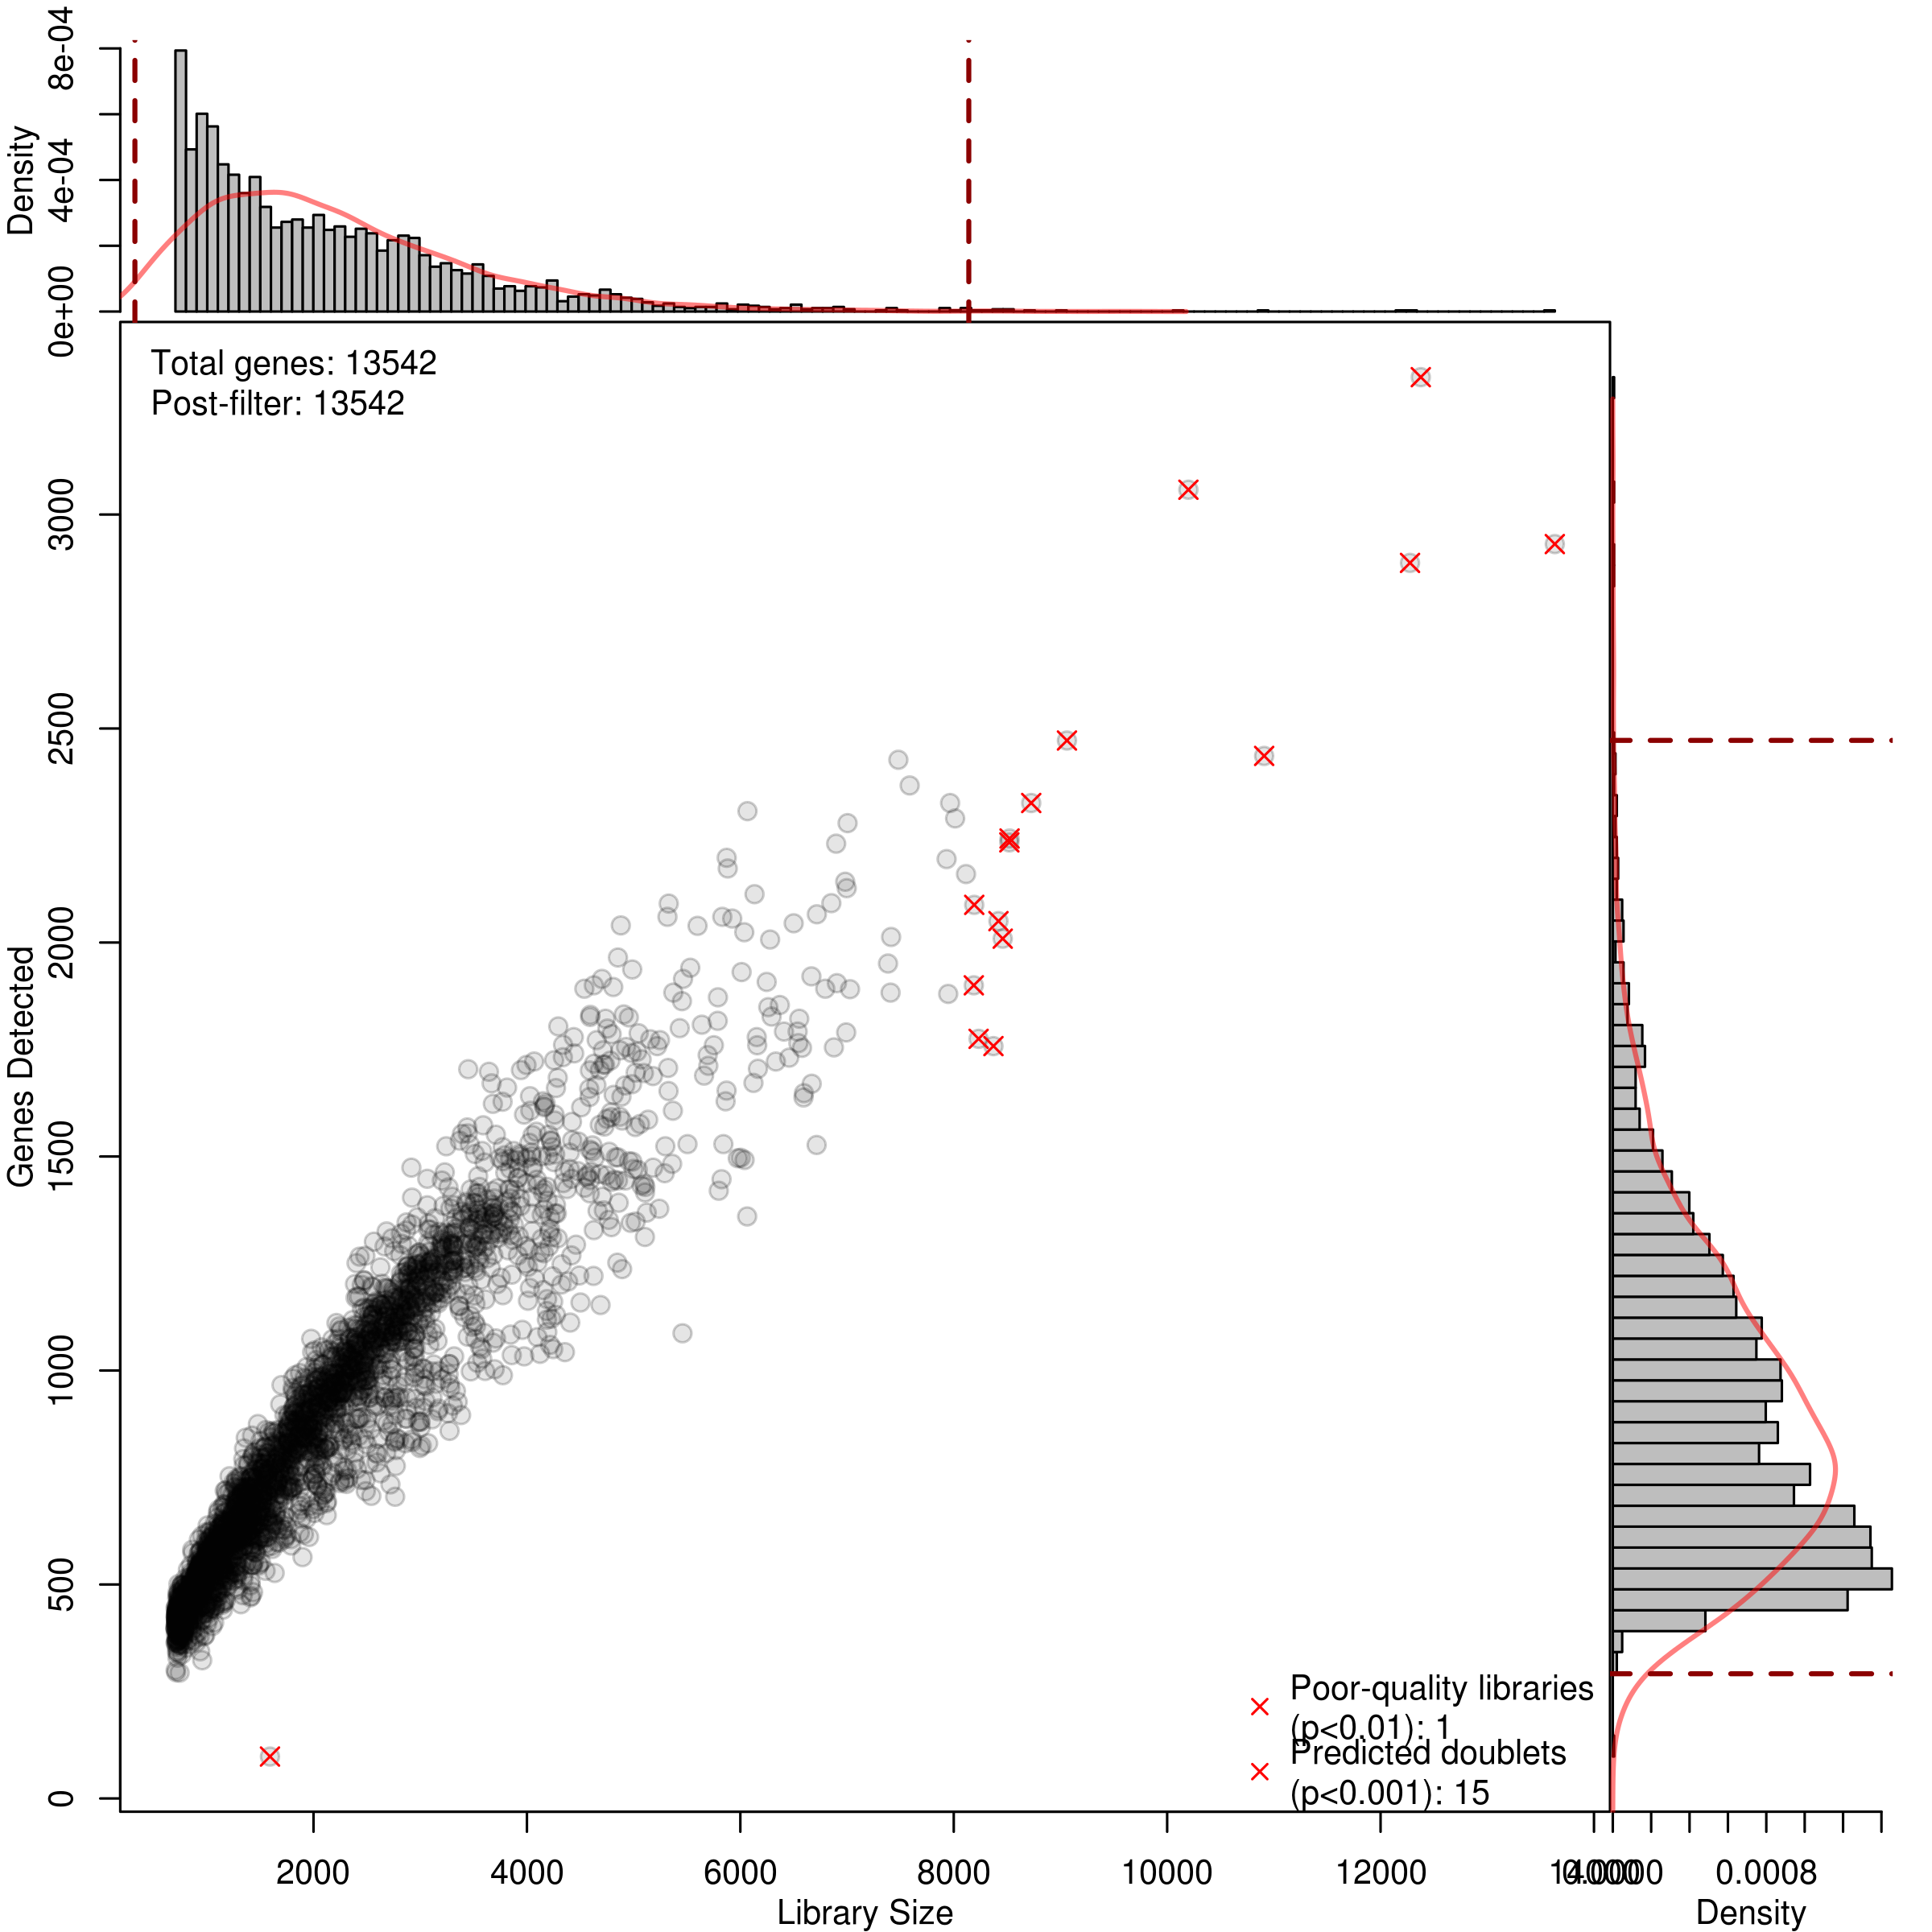 8e-04
4e-04
0e+00
Density
Total genes: 13542
Post-filter: 13542
3000
2500
2000
1500
1000
500
0
Genes Detected
Poor-quality libraries
(p<0.01): 1
Predicted doublets
(p<0.001): 15
2000 4000 6000 8000 10000 12000 14000 0.0000 0.0008
Library Size
Density